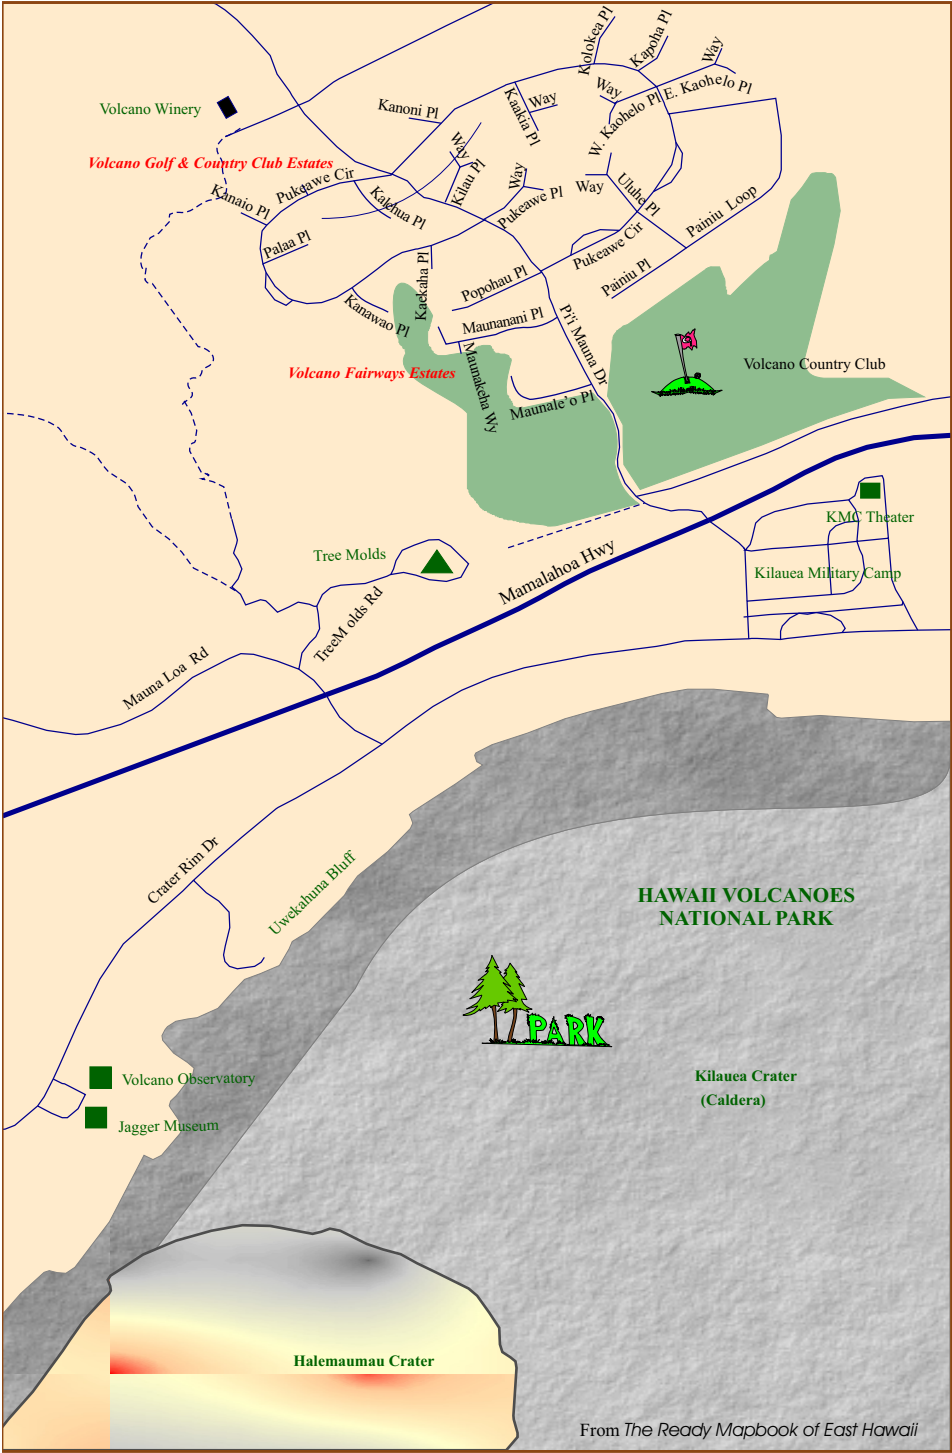 Kolokea Pl
Kapoha Pl
Way
Volcano Winery
Kanoni Pl
Kaakia Pl
Way
Way
W. Kaohelo Pl
E. Kaohelo Pl
Volcano Golf & Country Club Estates
Way
Kilau Pl
Way
Way
Pukeawe Cir
Kanaio Pl
Kalehua Pl
Pukeawe Pl
Uluhe Pl
Painiu Loop
Palaa Pl
Pukeawe Cir
Kaekaha Pl
Popohau Pl
Painiu Pl
Kanawao Pl
Maunanani Pl
Pi'i Mauna Dr
Volcano Fairways Estates
Maunakeha Wy
Maunale'o Pl
Volcano Country Club
KMC Theater
Tree Molds
Mamalahoa Hwy
Kilauea Military Camp
TreeM olds Rd
Mauna Loa Rd
Crater Rim Dr
Uwekahuna Bluff
HAWAII VOLCANOES
NATIONAL PARK
PARK
Volcano Observatory
Kilauea Crater
(Caldera)
Jagger Museum
Halemaumau Crater
From The Ready Mapbook of East Hawaii